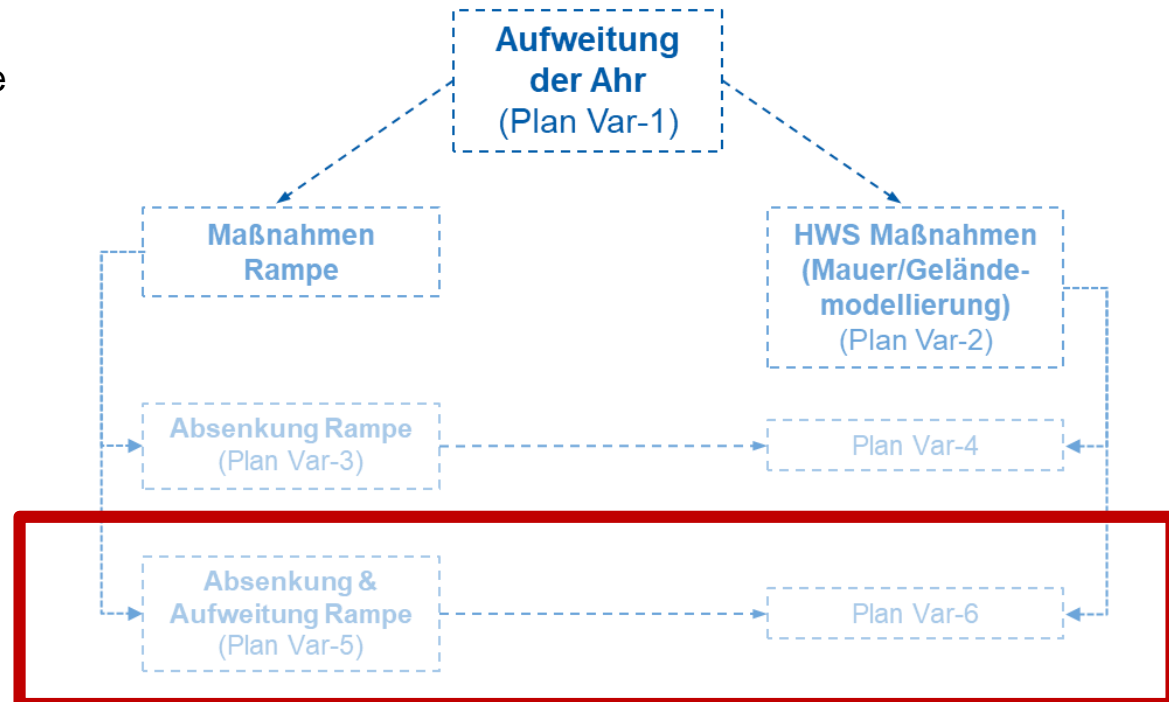 e
Aufweitung
der Ahr
(Plan Var-1)
Maßnahmen
Rampe
HWS Maßnahmen
(Mauer/Gelände-
modellierung)
(Plan Var-2)
Absenkung Rampe
(Plan Var-3)
Plan Var-4
Absenkung &
Aufweitung Rampe
(Plan Var-5)
Plan Var-6